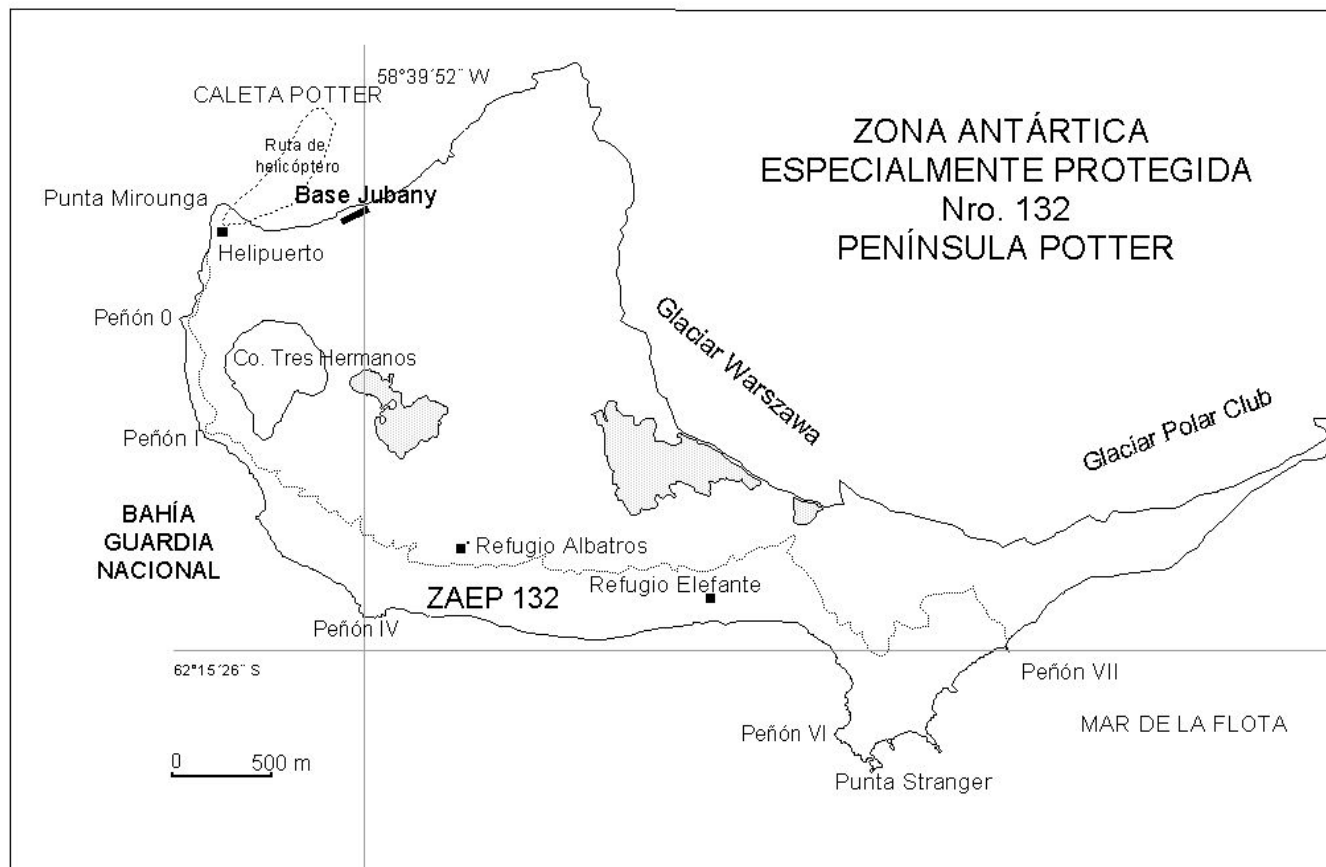 58°39´52¨ W
CALETA POTTER
Ruta de
helicóptero
ZONA ANTÁRTICA
ESPECIALMENTE PROTEGIDA
Nro. 132
PENÍNSULA POTTER
Punta Mirounga
Base Jubany
Helipuerto
Peñón 0
Co. Tres Hermanos
Glaciar Warszawa
Glaciar Polar Club
Peñón I
BAHÍA
GUARDIA
NACIONAL
Refugio Albatros
Refugio Elefante
ZAEP 132
Peñón IV
62°15´26¨ S
Peñón VII
MAR DE LA FLOTA
Peñón VI
Punta Stranger
0 500 m